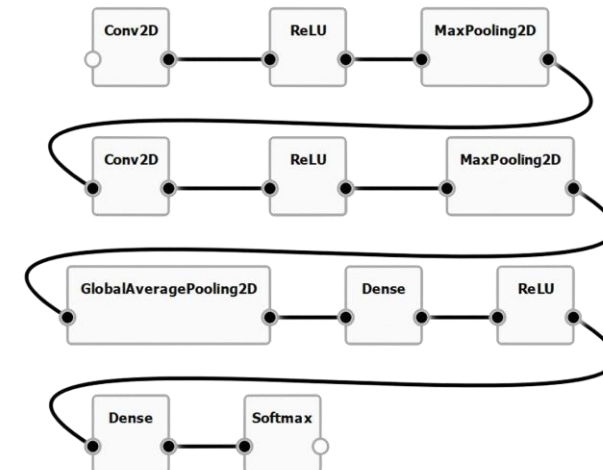 Conv2D
ReLU
MaxPooling2D
Conv2D
ReLU
MaxPooling2D
GlobalAveragePooling2D
Dense
ReLU
Dense
Softmax